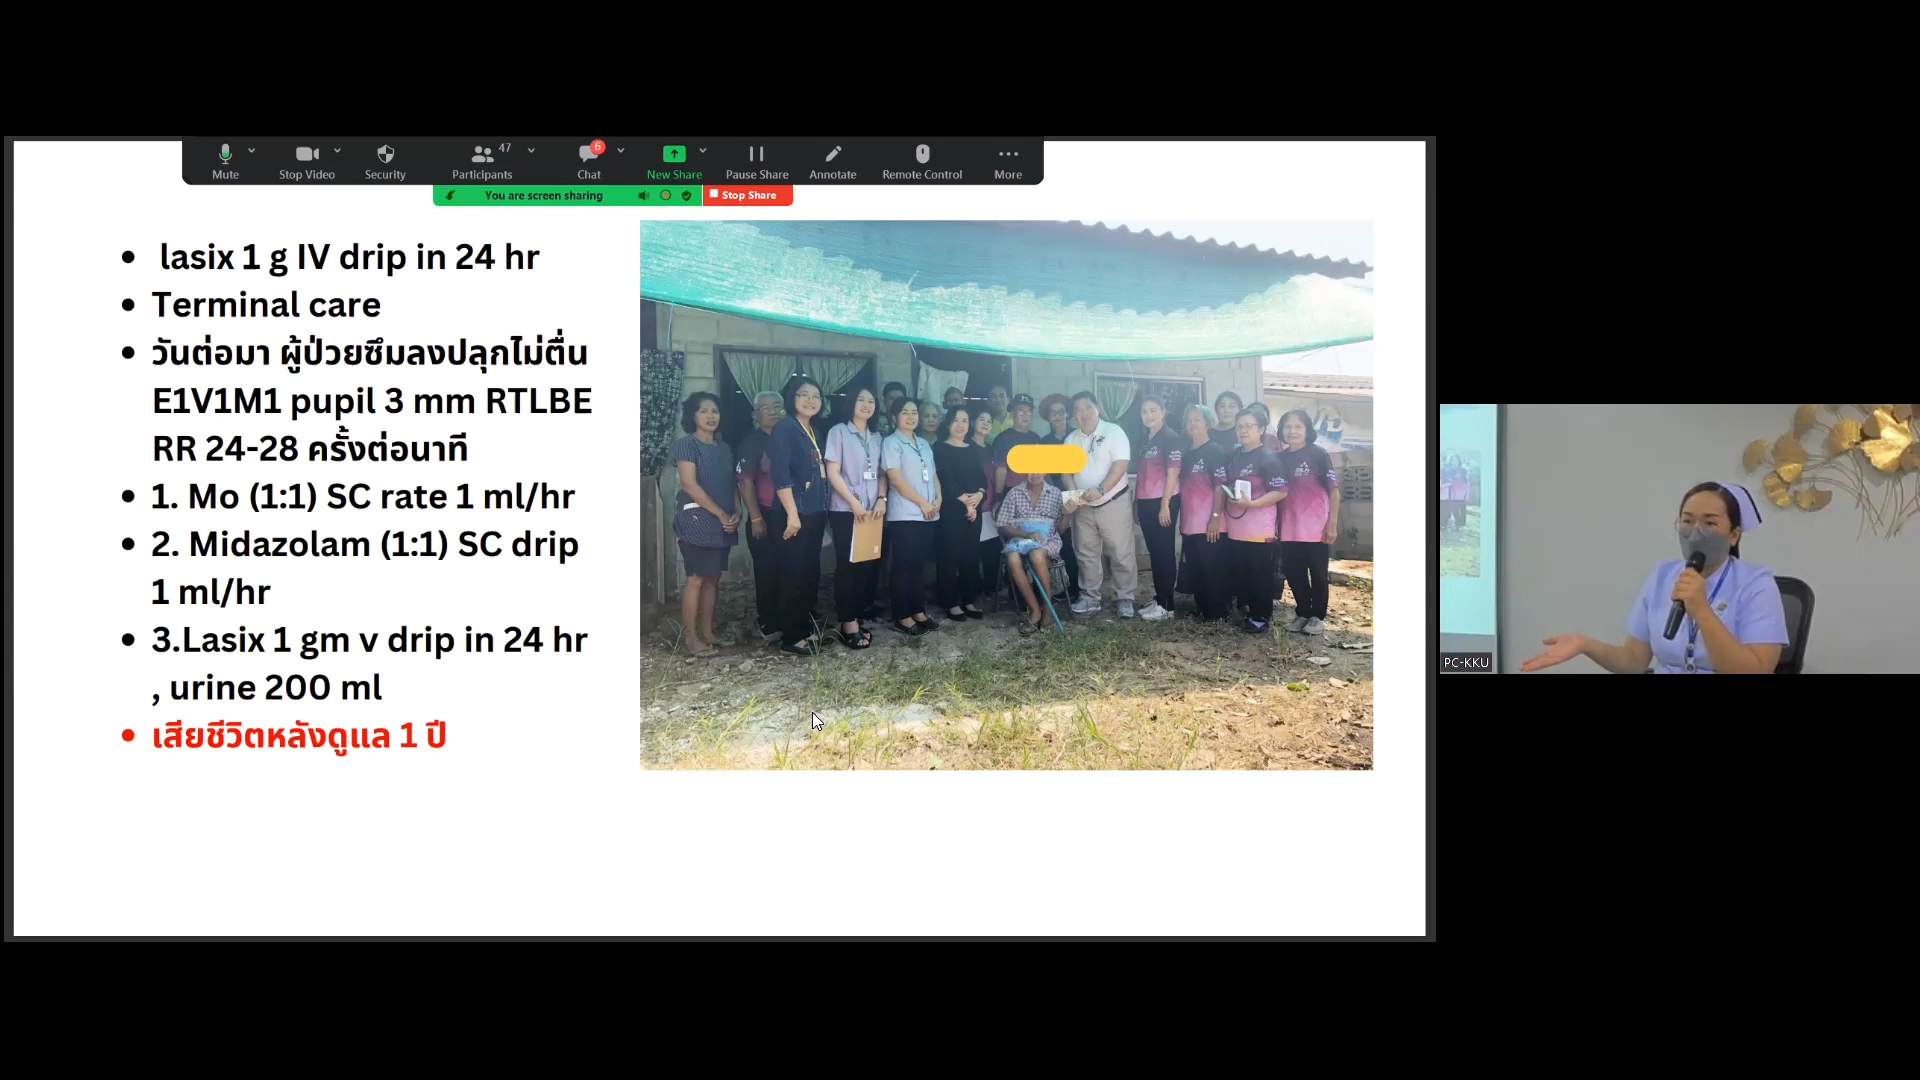 Mute
Stop Video
Security
Participants
47
Chat
6
New Share
Pause Share
Annotate
Remote Control
More
You are screen sharing
Stop Share
• lasix 1 g IV drip in 24 hr
• Terminal care
• วันต่อมา ผู้ป่วยซึมลงปลุกไม่ตื่น
E1V1M1 pupil 3 mm RTLBE
RR 24-28 ครั้งต่อนาที
• 1. Mo (1:1) SC rate 1 ml/hr
• 2. Midazolam (1:1) SC drip
1 ml/hr
• 3.Lasix 1 gm v drip in 24 hr
, urine 200 ml
• เสียชีวิตหลังดูแล 1 ปี
PC-KKU